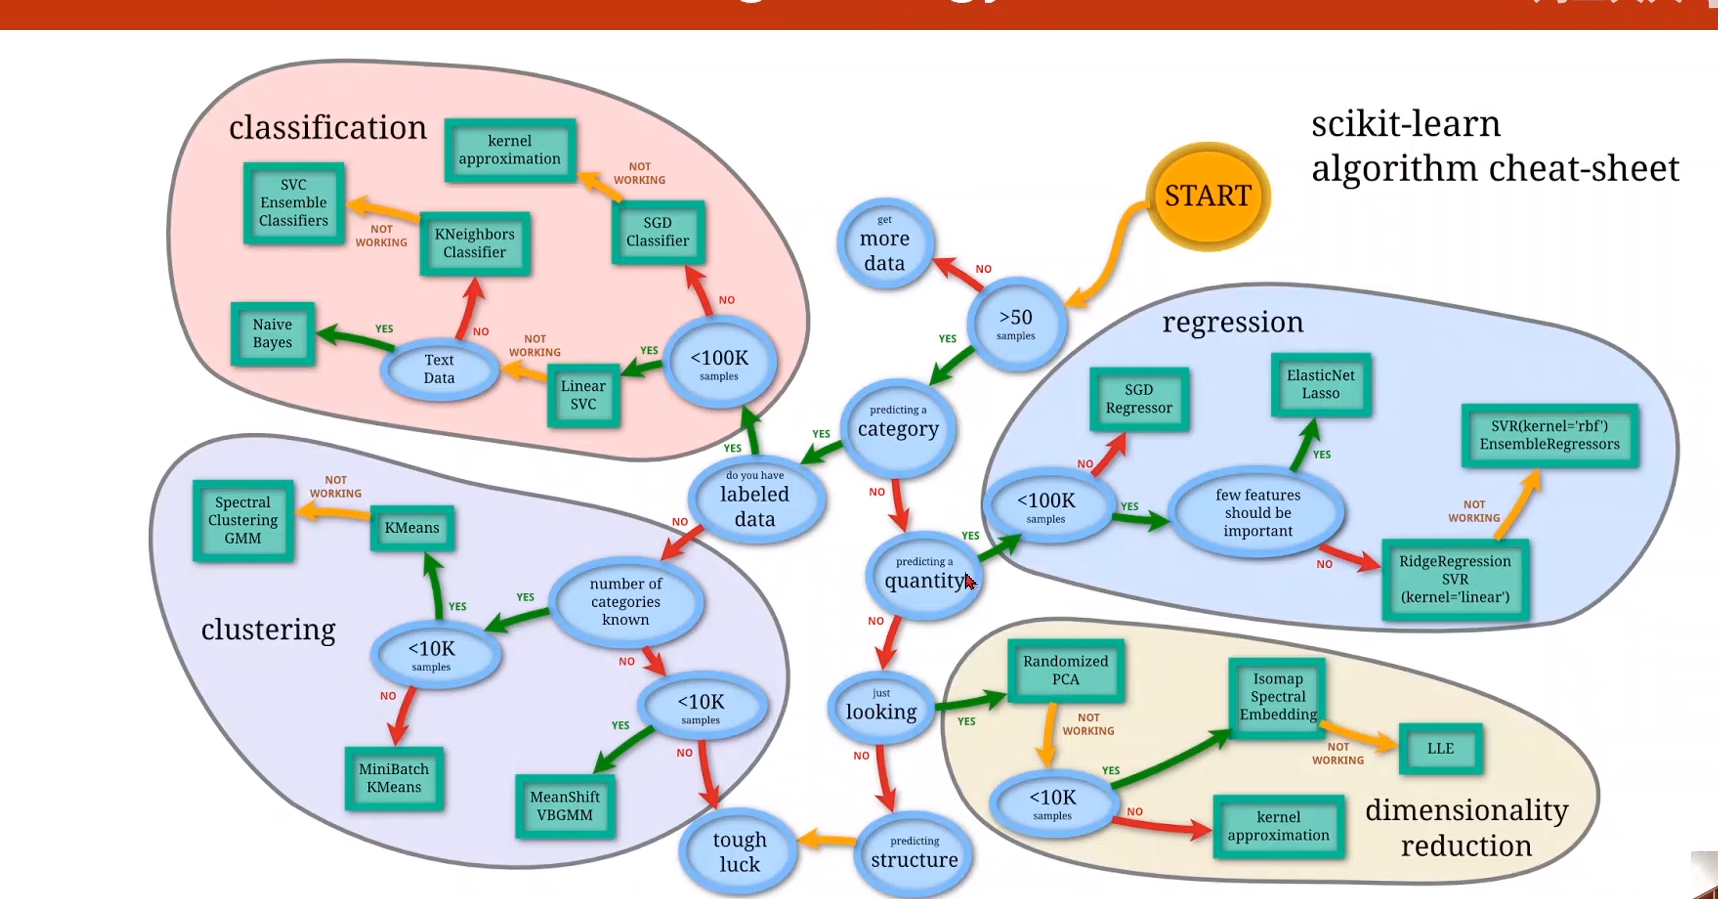 scikit-learn
algorithm cheat-sheet
START
get
more
data
NO
>50
samples
YES
predicting a
category
YES
NO
do you have
labeled
data
YES
NO
predicting a
quantity
YES
NO
just
looking
YES
NO
predicting
structure
tough
luck
classification
kernel
approximation
NOT
WORKING
SVC
Ensemble
Classifiers
NOT
WORKING
KNeighbors
Classifier
SGD
Classifier
NO
Naive
Bayes
YES
Text
Data
NO
NOT
WORKING
Linear
SVC
YES
<100K
samples
regression
SGD
Regressor
NO
<100K
samples
YES
few features
should be
important
YES
ElasticNet
Lasso
NO
RidgeRegression
SVR
(kernel='linear')
NOT
WORKING
SVR(kernel='rbf')
EnsembleRegressors
clustering
Spectral
Clustering
GMM
NOT
WORKING
KMeans
YES
<10K
samples
NO
MiniBatch
KMeans
YES
number of
categories
known
NO
<10K
samples
YES
MeanShift
VBGMM
NO
dimensionality
reduction
Randomized
PCA
NOT
WORKING
<10K
samples
YES
Isomap
Spectral
Embedding
NOT
WORKING
LLE
NO
kernel
approximation